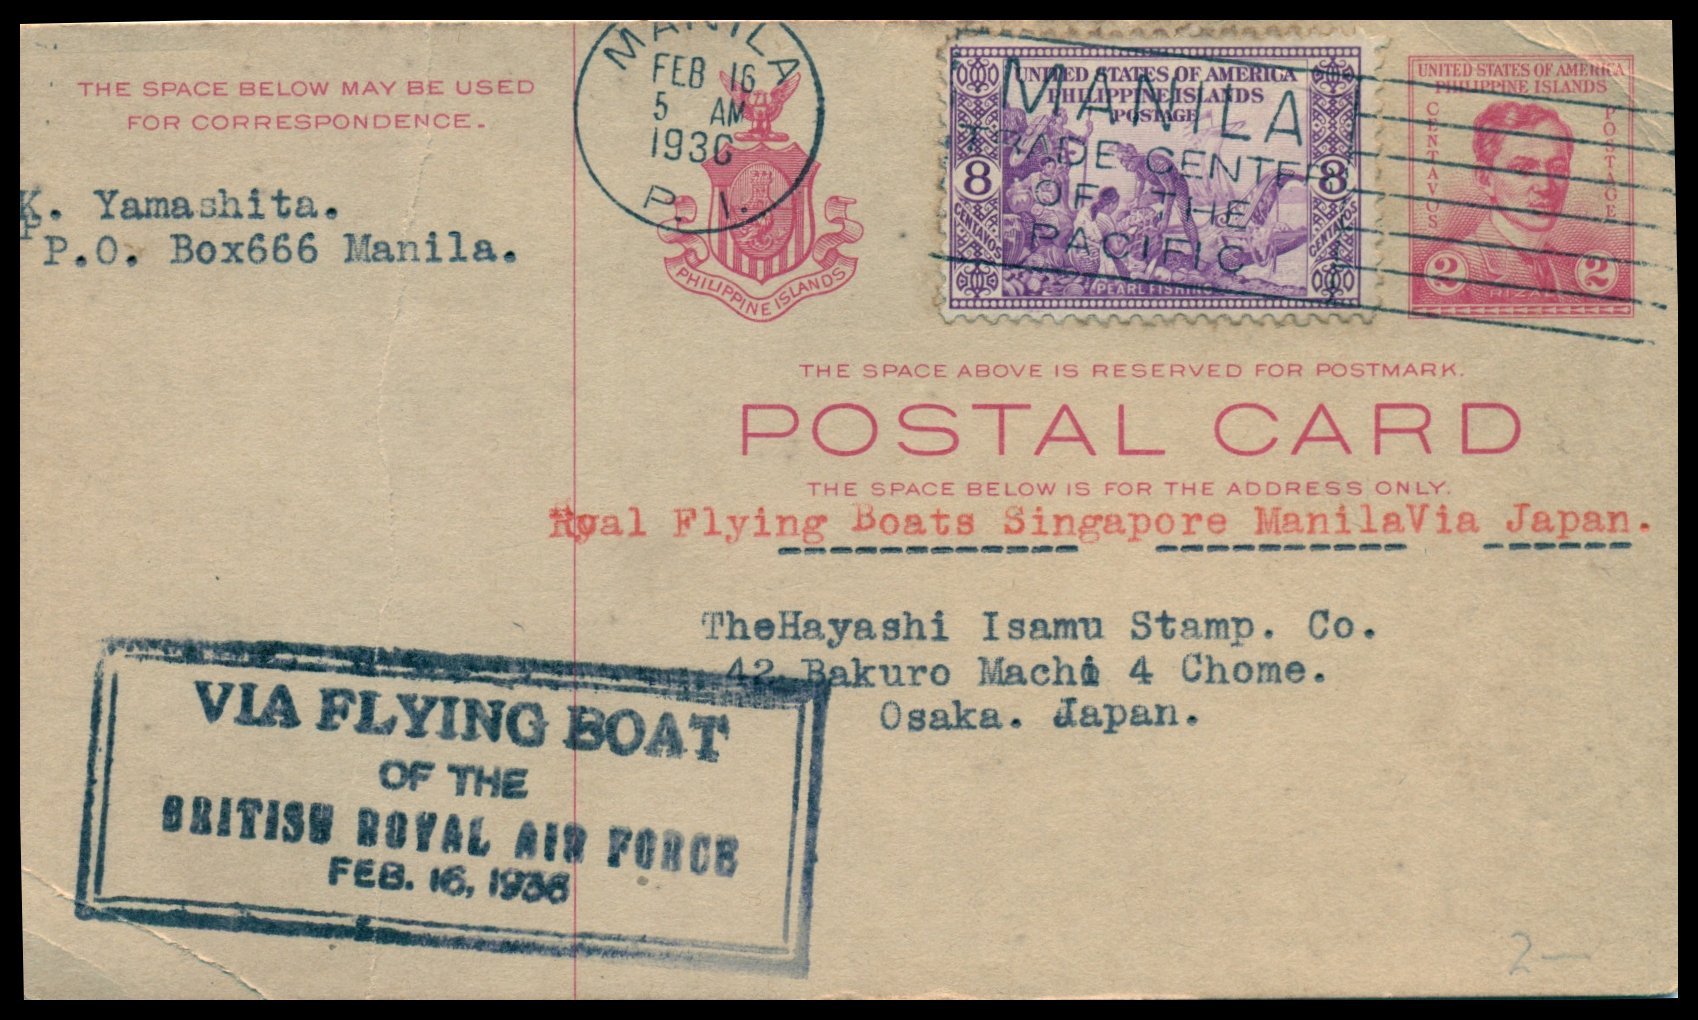 THE SPACE BELOW MAY BE USED
FOR CORRESPONDENCE.
K. Yamashita.
P.O. Box666 Manila.
MANILA
FEB 16
5 AM
1936
P. I.
PHILIPPINE ISLANDS
UNITED STATES OF AMERICA
PHILIPPINE ISLANDS
POSTAGE
8 8
CENTAVOS CENTAVOS
PEARL FISHING
MANILA
TRADE CENTER
OF THE
PACIFIC
UNITED STATES OF AMERICA
PHILIPPINE ISLANDS
CENTAVOS
POSTAGE
2 2
RIZAL
THE SPACE ABOVE IS RESERVED FOR POSTMARK.
POSTAL CARD
THE SPACE BELOW IS FOR THE ADDRESS ONLY.
Royal Flying Boats Singapore ManilaVia Japan.
TheHayashi Isamu Stamp. Co.
42 Bakuro Machi 4 Chome.
Osaka. Japan.
VIA FLYING BOAT
OF THE
BRITISH ROYAL AIR FORCE
FEB. 16, 1936
2—